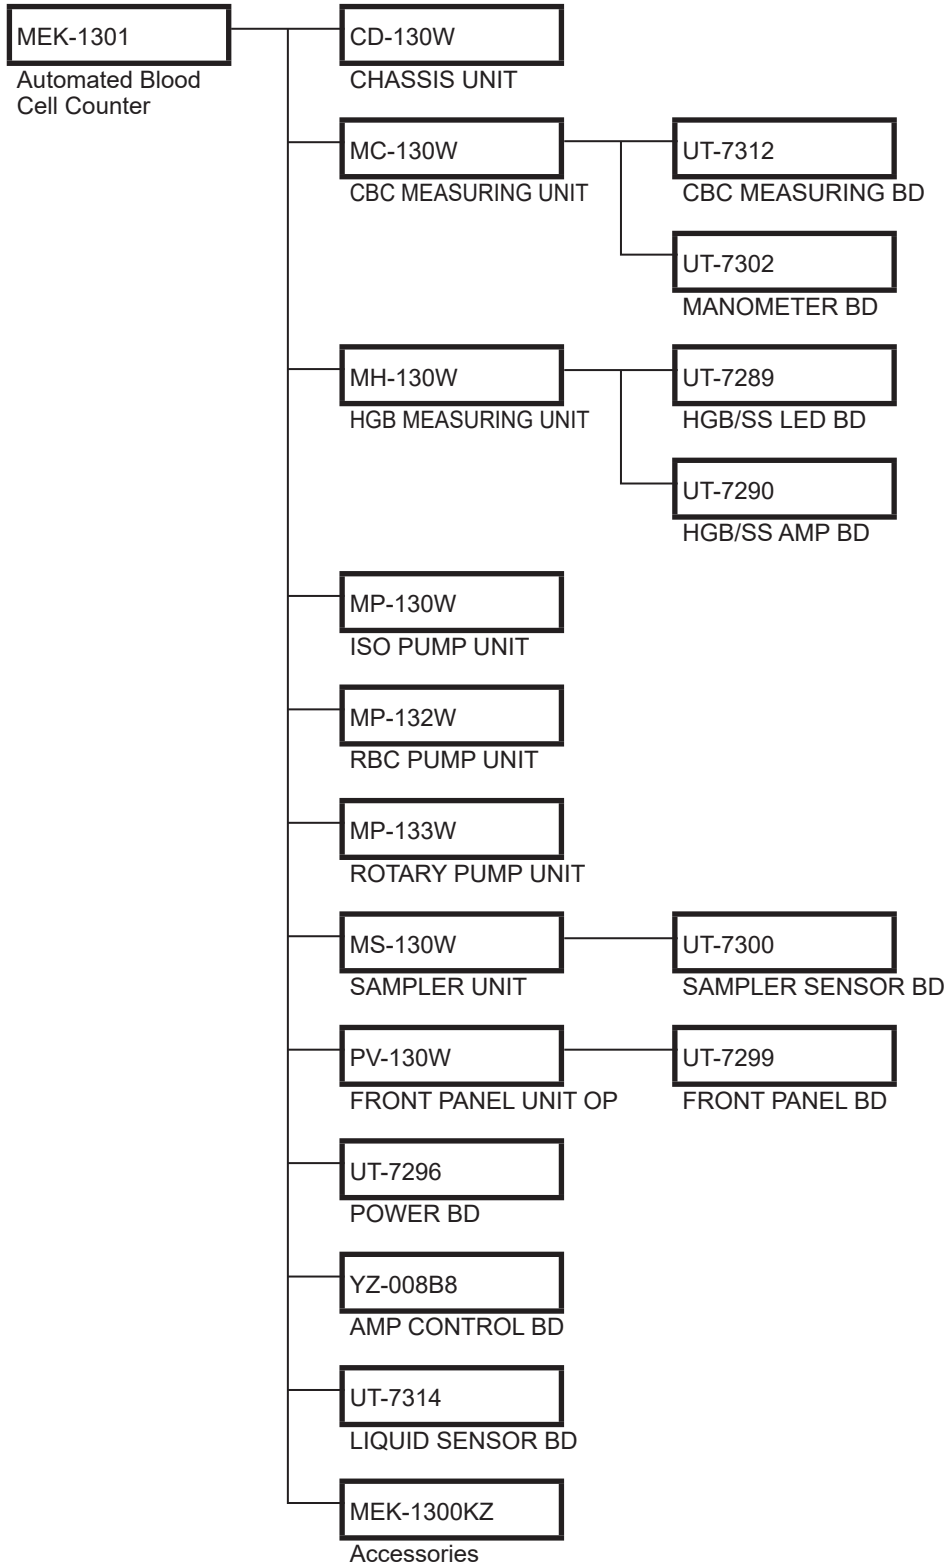 MEK-1301
Automated Blood
Cell Counter
CD-130W
CHASSIS UNIT
MC-130W
CBC MEASURING UNIT
UT-7312
CBC MEASURING BD
UT-7302
MANOMETER BD
MH-130W
HGB MEASURING UNIT
UT-7289
HGB/SS LED BD
UT-7290
HGB/SS AMP BD
MP-130W
ISO PUMP UNIT
MP-132W
RBC PUMP UNIT
MP-133W
ROTARY PUMP UNIT
MS-130W
SAMPLER UNIT
UT-7300
SAMPLER SENSOR BD
PV-130W
FRONT PANEL UNIT OP
UT-7299
FRONT PANEL BD
UT-7296
POWER BD
YZ-008B8
AMP CONTROL BD
UT-7314
LIQUID SENSOR BD
MEK-1300KZ
Accessories